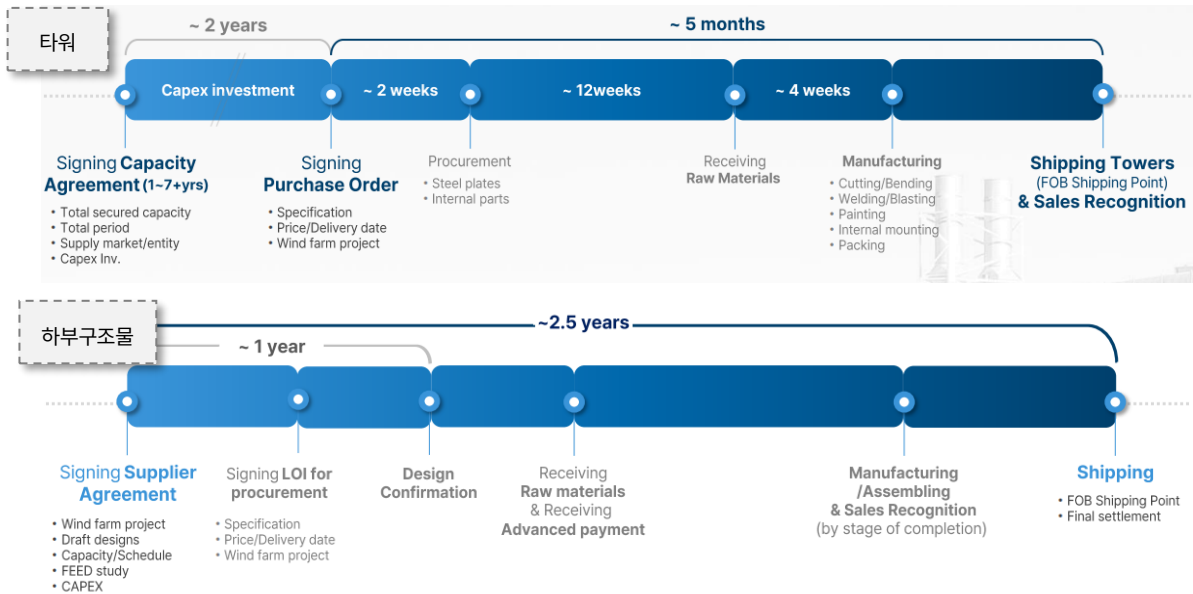 타워
~ 2 years
~ 5 months
Capex investment
~ 2 weeks
~ 12weeks
~ 4 weeks
Signing Capacity
Agreement (1~7+yrs)
• Total secured capacity
• Total period
• Supply market/entity
• Capex Inv.
Signing
Purchase Order
• Specification
• Price/Delivery date
• Wind farm project
Procurement
• Steel plates
• Internal parts
Receiving
Raw Materials
Manufacturing
• Cutting/Bending
• Welding/Blasting
• Painting
• Internal mounting
• Packing
Shipping Towers
(FOB Shipping Point)
& Sales Recognition
하부구조물
~2.5 years
~ 1 year
Signing Supplier
Agreement
• Wind farm project
• Draft designs
• Capacity/Schedule
• FEED study
• CAPEX
Signing LOI for
procurement
• Specification
• Price/Delivery date
• Wind farm project
Design
Confirmation
Receiving
Raw materials
& Receiving
Advanced payment
Manufacturing
/Assembling
& Sales Recognition
(by stage of completion)
Shipping
• FOB Shipping Point
• Final settlement